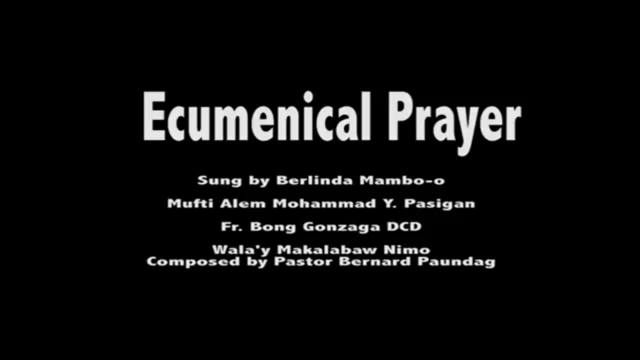 Ecumenical Prayer
Sung by Berlinda Mambo-o
Mufti Alem Mohammad Y. Pasigan
Fr. Bong Gonzaga DCD
Wala'y Makalabaw Nimo
Composed by Pastor Bernard Paundag